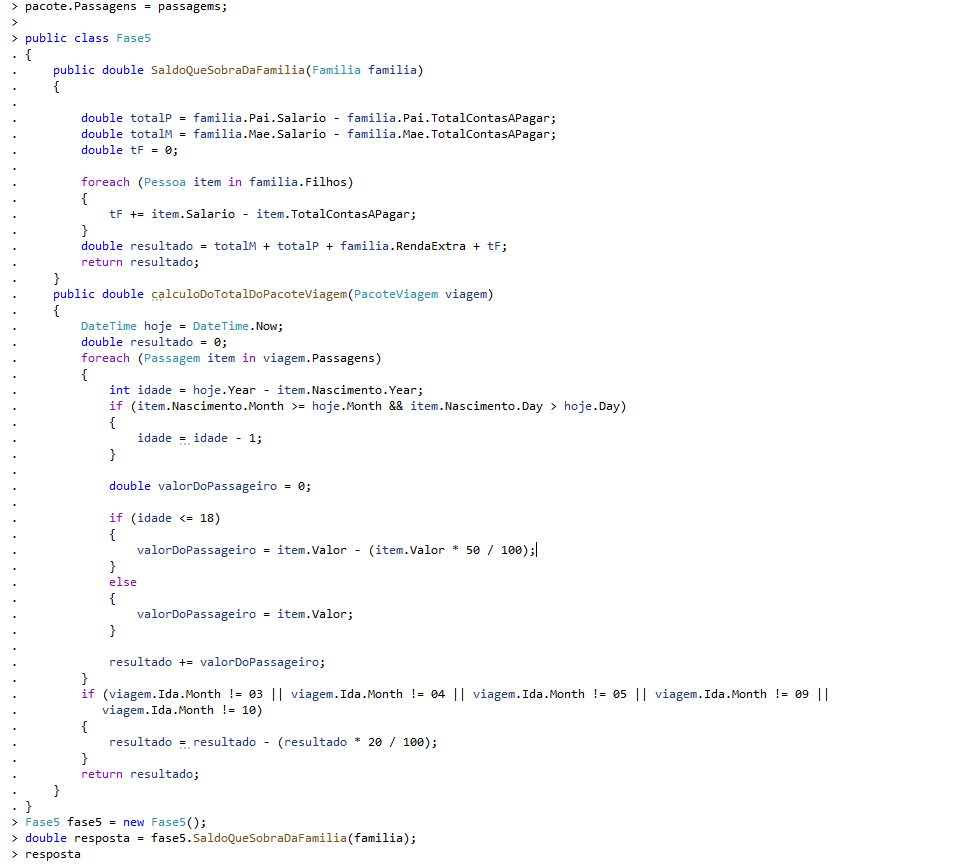 > pacote.Passagens = passagems;
>
> public class Fase5
. {
.     public double SaldoQueSobraDaFamilia(Familia familia)
.     {
.
.         double totalP = familia.Pai.Salario - familia.Pai.TotalContasAPagar;
.         double totalM = familia.Mae.Salario - familia.Mae.TotalContasAPagar;
.         double tF = 0;
.
.         foreach (Pessoa item in familia.Filhos)
.         {
.             tF += item.Salario - item.TotalContasAPagar;
.         }
.         double resultado = totalM + totalP + familia.RendaExtra + tF;
.         return resultado;
.     }
.     public double calculoDoTotalDoPacoteViagem(PacoteViagem viagem)
.     {
.         DateTime hoje = DateTime.Now;
.         double resultado = 0;
.         foreach (Passagem item in viagem.Passagens)
.         {
.             int idade = hoje.Year - item.Nascimento.Year;
.             if (item.Nascimento.Month >= hoje.Month && item.Nascimento.Day > hoje.Day)
.             {
.                 idade = idade - 1;
.             }
.
.             double valorDoPassageiro = 0;
.
.             if (idade <= 18)
.             {
.                 valorDoPassageiro = item.Valor - (item.Valor * 50 / 100);
.             }
.             else
.             {
.                 valorDoPassageiro = item.Valor;
.             }
.
.             resultado += valorDoPassageiro;
.         }
.         if (viagem.Ida.Month != 03 || viagem.Ida.Month != 04 || viagem.Ida.Month != 05 || viagem.Ida.Month != 09 ||
.            viagem.Ida.Month != 10)
.         {
.             resultado = resultado - (resultado * 20 / 100);
.         }
.         return resultado;
.     }
. }
> Fase5 fase5 = new Fase5();
> double resposta = fase5.SaldoQueSobraDaFamilia(familia);
> resposta